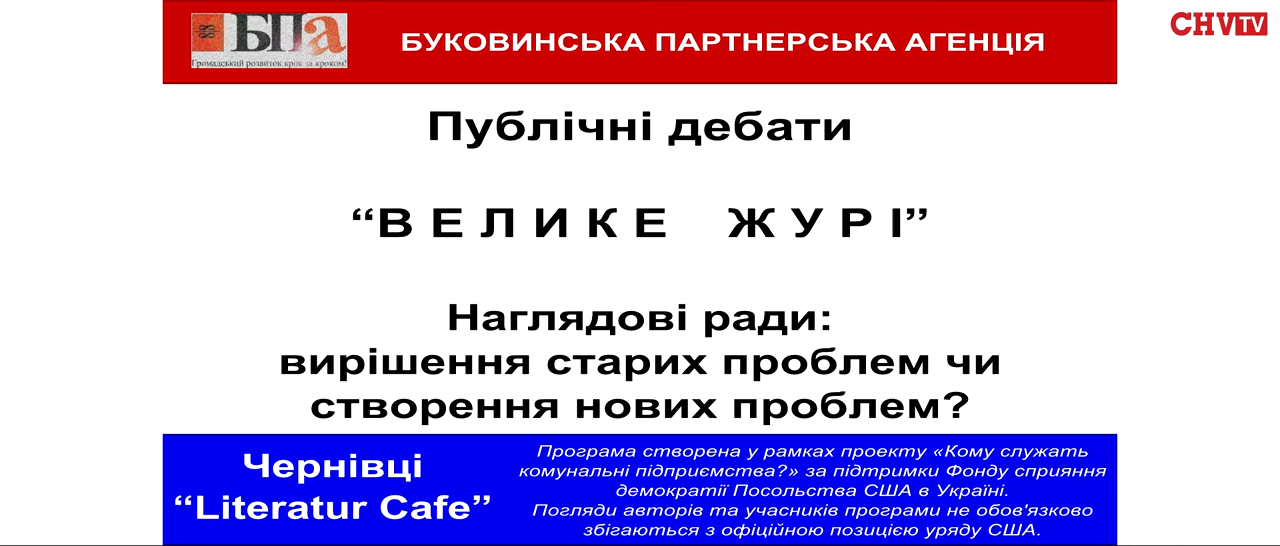 БПа
Громадський розвиток крок за кроком!
БУКОВИНСЬКА ПАРТНЕРСЬКА АГЕНЦІЯ
CHVTV
Публічні дебати
“В Е Л И К Е Ж У Р І”
Наглядові ради:
вирішення старих проблем чи
створення нових проблем?
Чернівці
“Literatur Cafe”
Програма створена у рамках проекту «Кому служать
комунальні підприємства?» за підтримки Фонду сприяння
демократії Посольства США в Україні.
Погляди авторів та учасників програми не обов'язково
збігаються з офіційною позицією уряду США.